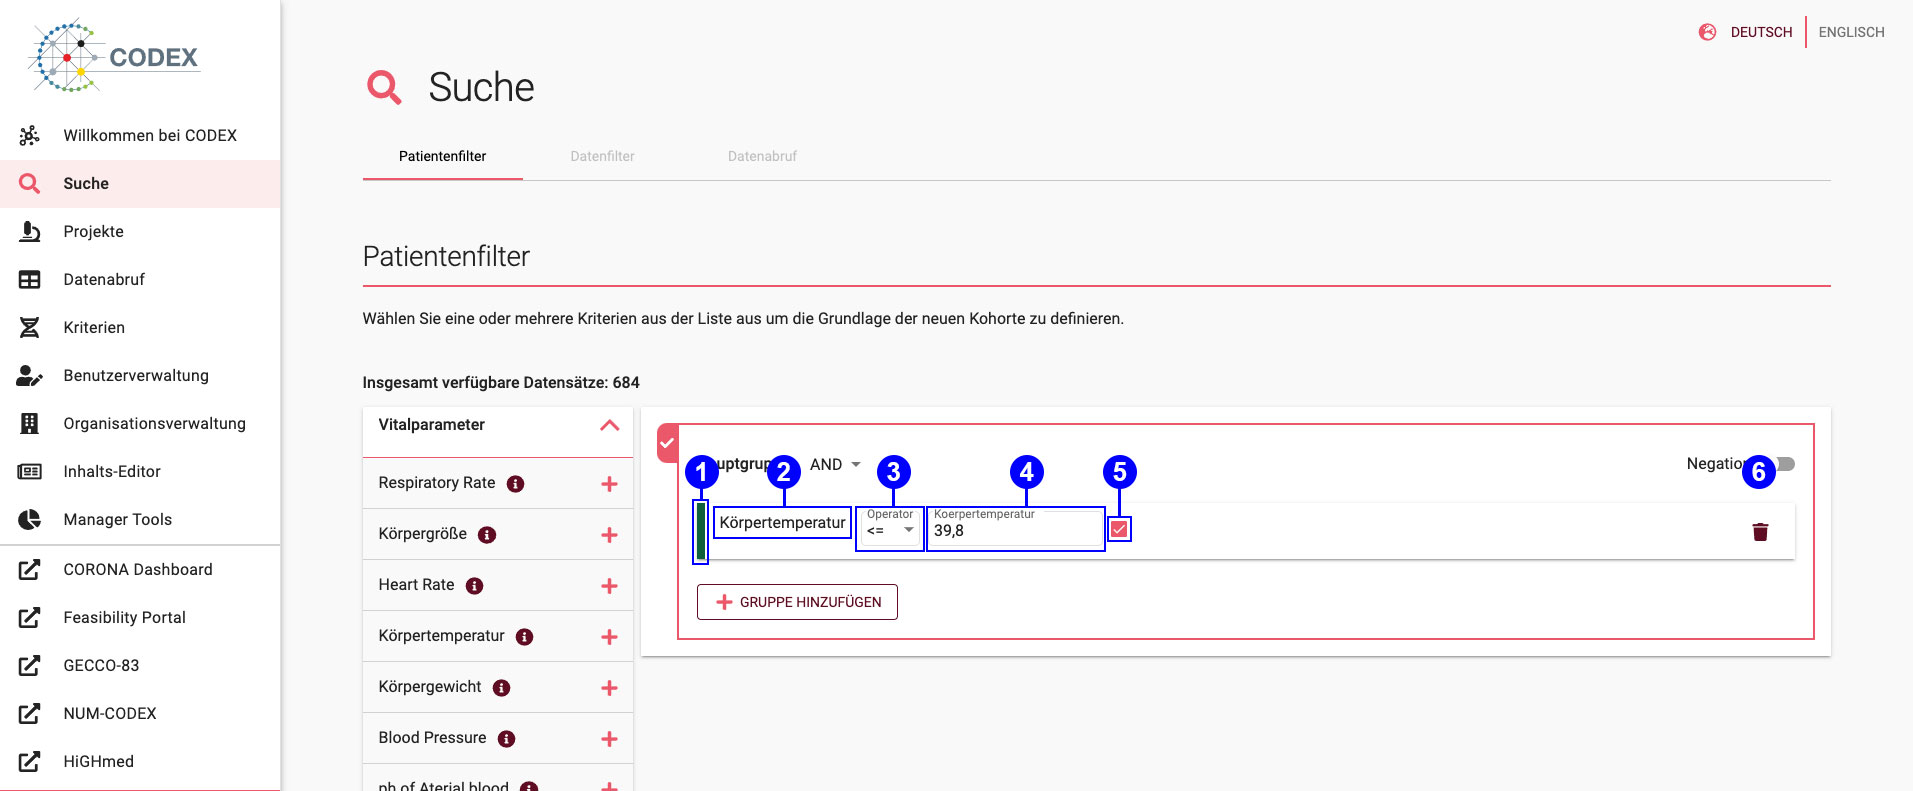 CODEX
DEUTSCH
ENGLISCH
Willkommen bei CODEX
Suche
Projekte
Datenabruf
Kriterien
Benutzerverwaltung
Organisationsverwaltung
Inhalts-Editor
Manager Tools
CORONA Dashboard
Feasibility Portal
GECCO-83
NUM-CODEX
HiGHmed
Suche
Patientenfilter
Datenfilter
Datenabruf
Patientenfilter
Wählen Sie eine oder mehrere Kriterien aus der Liste aus um die Grundlage der neuen Kohorte zu definieren.
Insgesamt verfügbare Datensätze: 684
Vitalparameter
Respiratory Rate
Körpergröße
Heart Rate
Körpertemperatur
Körpergewicht
Blood Pressure
ph of Aterial blood
AND
Negation
1 2 3 4 5 6
Körpertemperatur
Operator
<=
Koerpertemperatur
39,8
GRUPPE HINZUFÜGEN